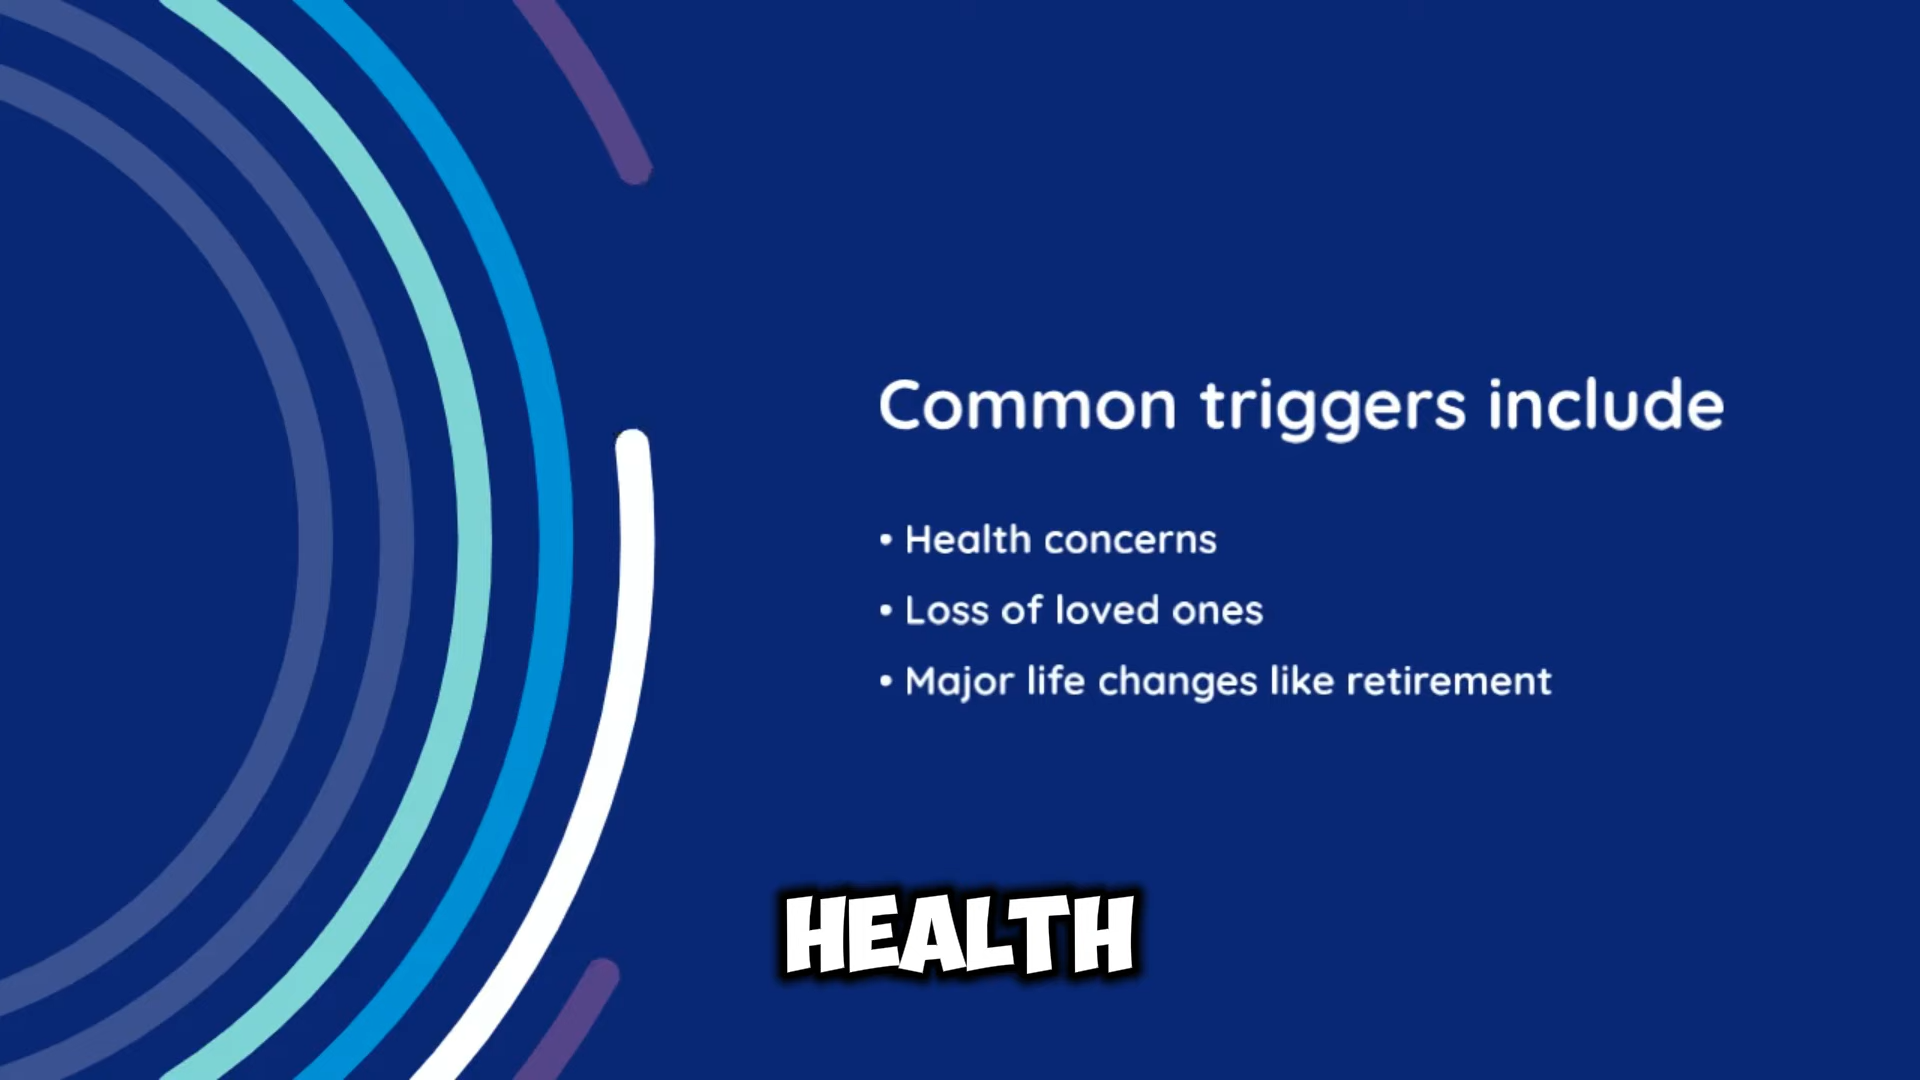 Common triggers include
• Health concerns
• Loss of loved ones
• Major life changes like retirement
HEALTH